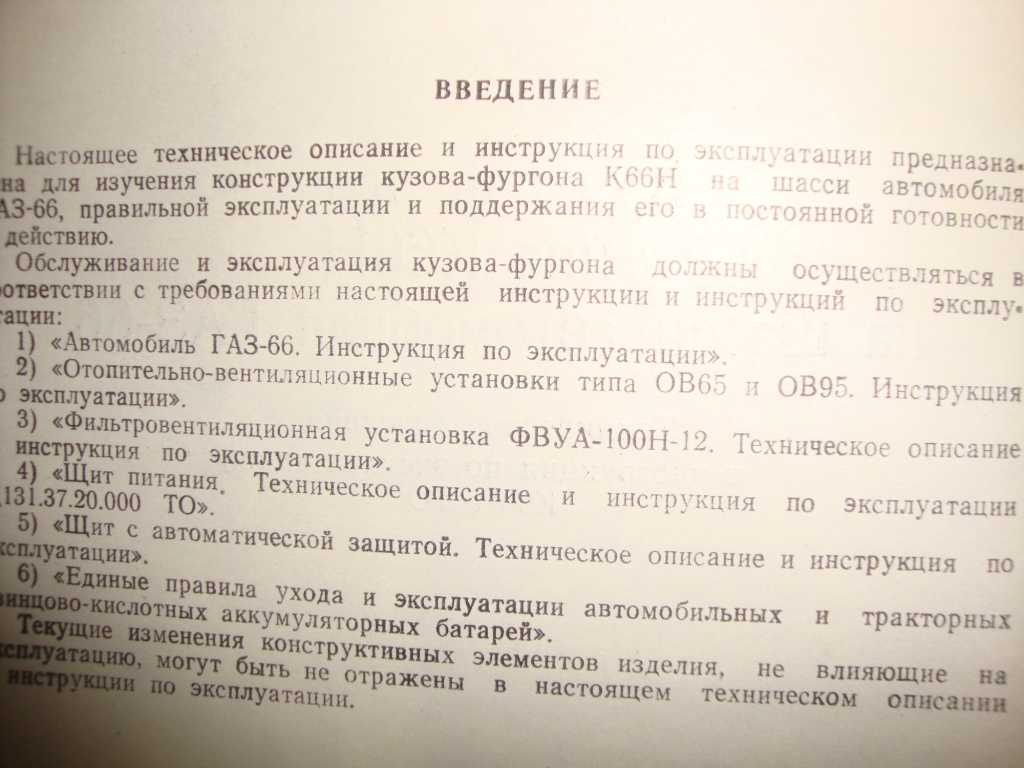 ВВЕДЕНИЕ
Настоящее техническое описание и инструкция по эксплуатации предназна-
на для изучения конструкции кузова-фургона К66Н на шасси автомобиля
АЗ-66, правильной эксплуатации и поддержания его в постоянной готовности
действию.
Обслуживание и эксплуатация кузова-фургона должны осуществляться в
ответствии с требованиями настоящей инструкции и инструкций по эксплу-
тации:
1) «Автомобиль ГАЗ-66. Инструкция по эксплуатации».
2) «Отопительно-вентиляционные установки типа ОВ65 и ОВ95. Инструкция
о эксплуатации».
3) «Фильтровентиляционная установка ФВУА-100Н-12. Техническое описание
инструкция по эксплуатации».
4) «Щит питания. Техническое описание и инструкция по эксплуатации
131.37.20.000 ТО».
5) «Щит с автоматической защитой. Техническое описание и инструкция по
ксплуатации».
6) «Единые правила ухода и эксплуатации автомобильных и тракторных
винцово-кислотных аккумуляторных батарей».
Текущие изменения конструктивных элементов изделия, не влияющие на
ксплуатацию, могут быть не отражены в настоящем техническом описании
инструкции по эксплуатации.